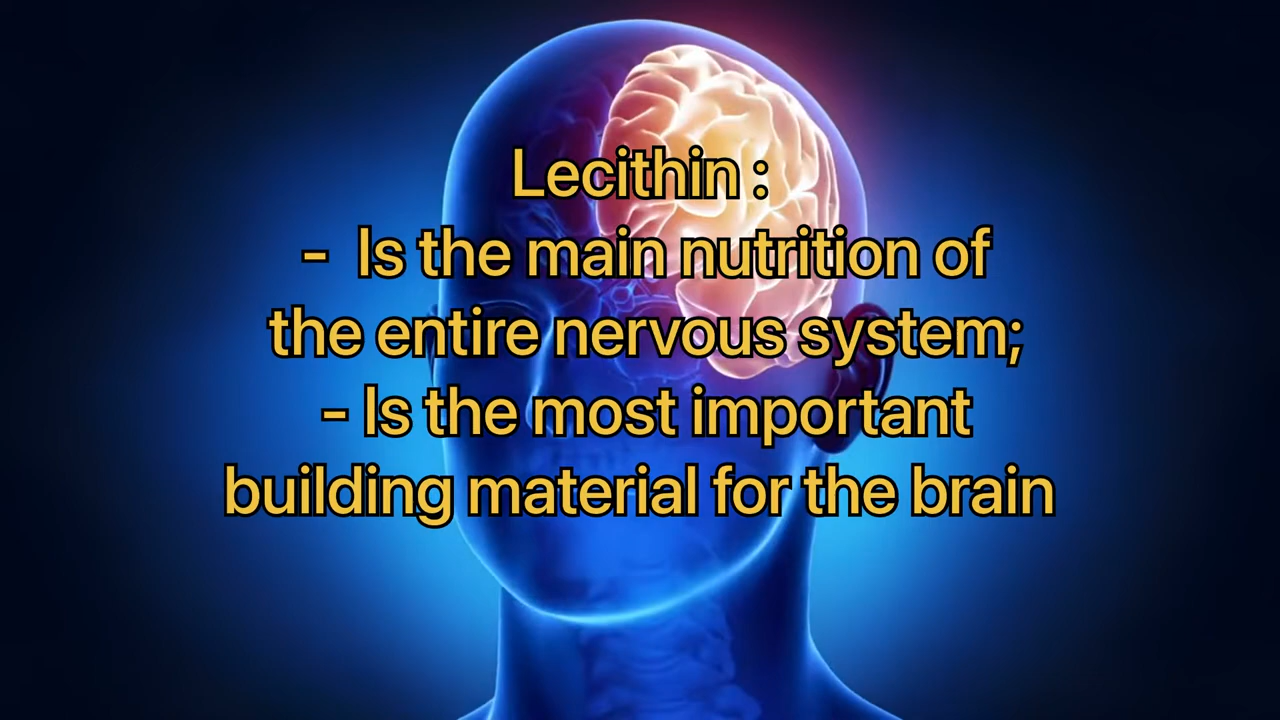 Lecithin :
- Is the main nutrition of
the entire nervous system;
- Is the most important
building material for the brain